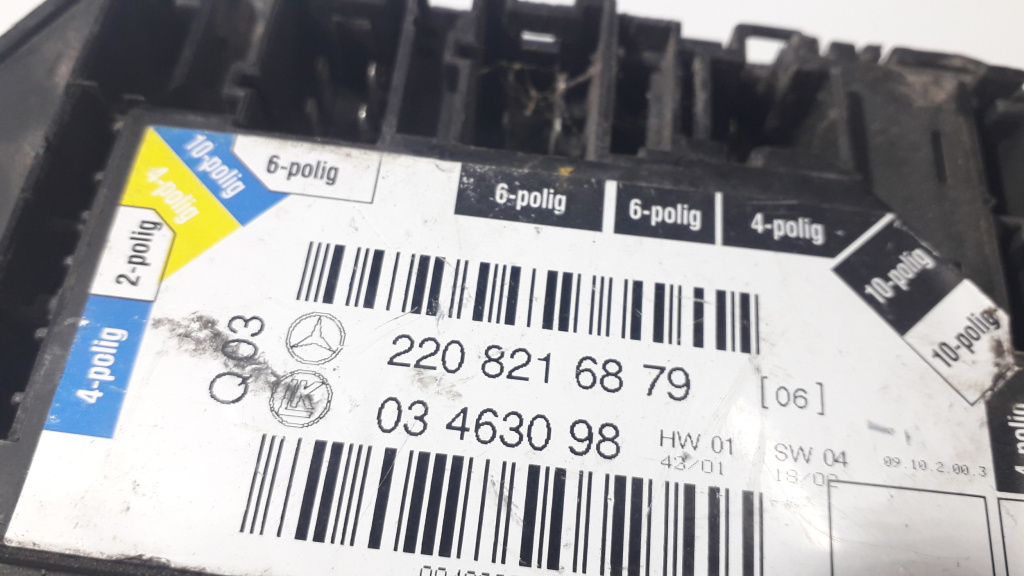 10-polig
6-polig
4-polig
2-polig
4-polig
6-polig
6-polig
4-polig
10-polig
10-polig
Q 03
220 821 68 79
[06]
03 4630 98
HW 01
43/01
SW 04
09.10.2.00.3